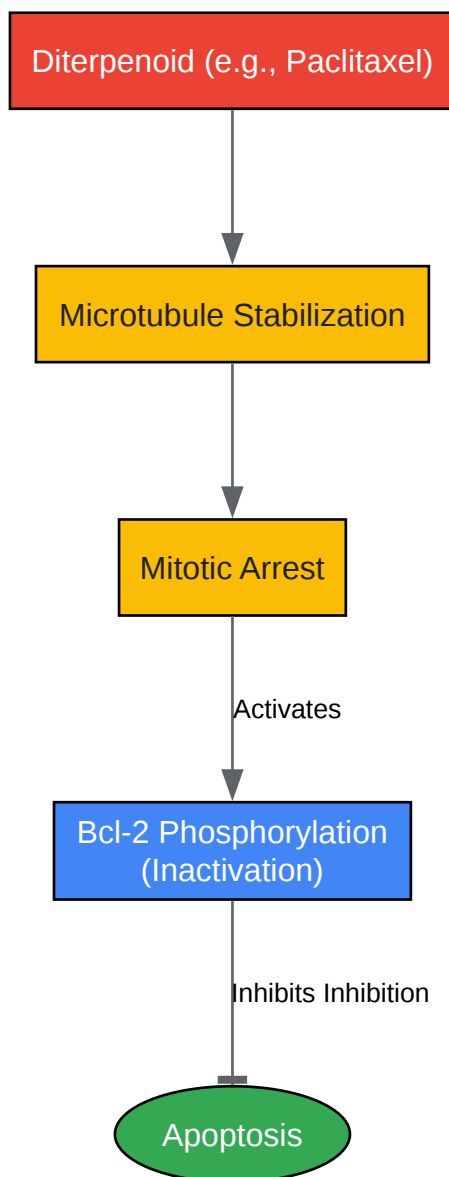 Diterpenoid (e.g., Paclitaxel)
Microtubule Stabilization
Mitotic Arrest
Activates
Bcl-2 Phosphorylation
(Inactivation)
Inhibits Inhibition
Apoptosis